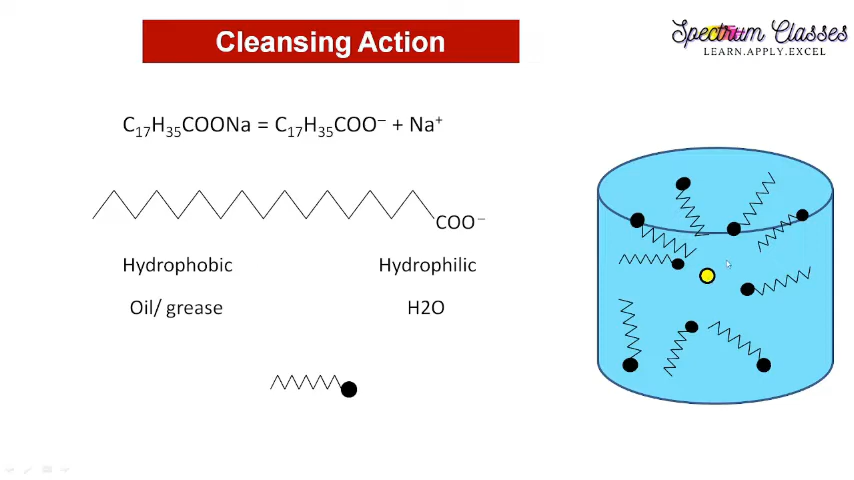 Cleansing Action
Spectrum Classes
LEARN.APPLY.EXCEL
C₁₇H₃₅COONa = C₁₇H₃₅COO⁻ + Na⁺
COO⁻
Hydrophobic Hydrophilic
Oil/ grease H2O